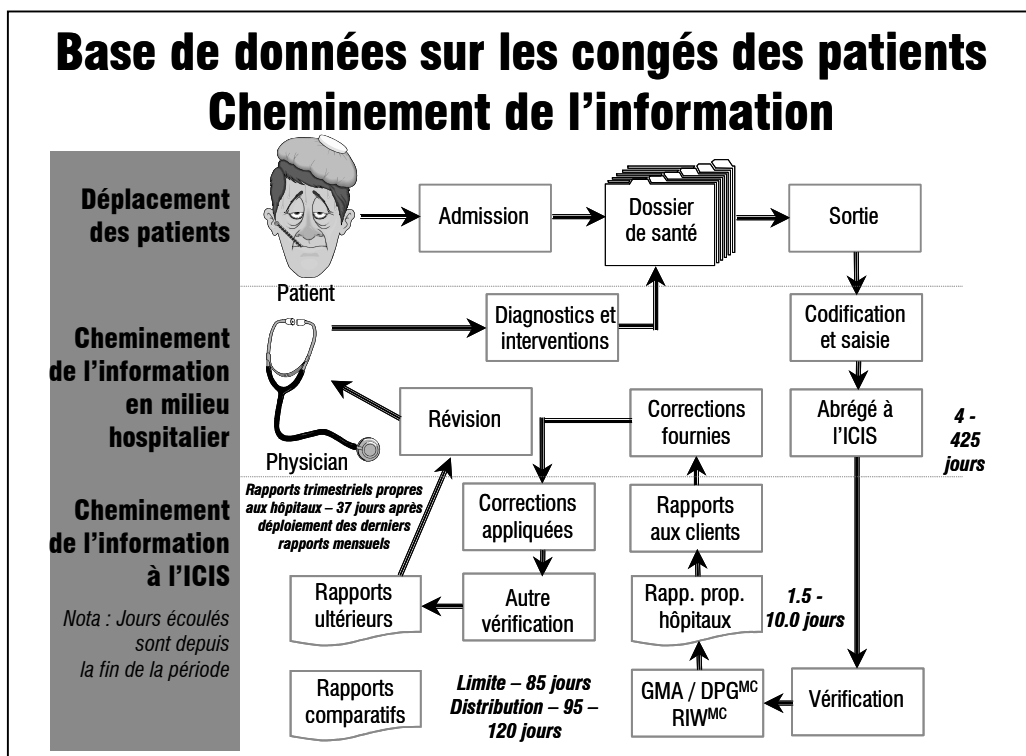 Base de données sur les congés des patients
Cheminement de l'information
Déplacement
des patients
Patient
Admission
Dossier
de santé
Sortie
Cheminement
de l'information
en milieu
hospitalier
Physician
Diagnostics et
interventions
Codification
et saisie
Révision
Corrections
fournies
Abrégé à
l'ICIS
4 -
425
jours
Cheminement
de l'information
à l'ICIS
Nota : Jours écoulés
sont depuis
la fin de la période
Rapports trimestriels propres
aux hôpitaux – 37 jours après
déploiement des derniers
rapports mensuels
Corrections
appliquées
Rapports
aux clients
Rapports
ultérieurs
Autre
vérification
Rapp. prop.
hôpitaux
1.5 -
10.0 jours
Rapports
comparatifs
Limite – 85 jours
Distribution – 95 –
120 jours
GMA / DPGMC
RIWMC
Vérification